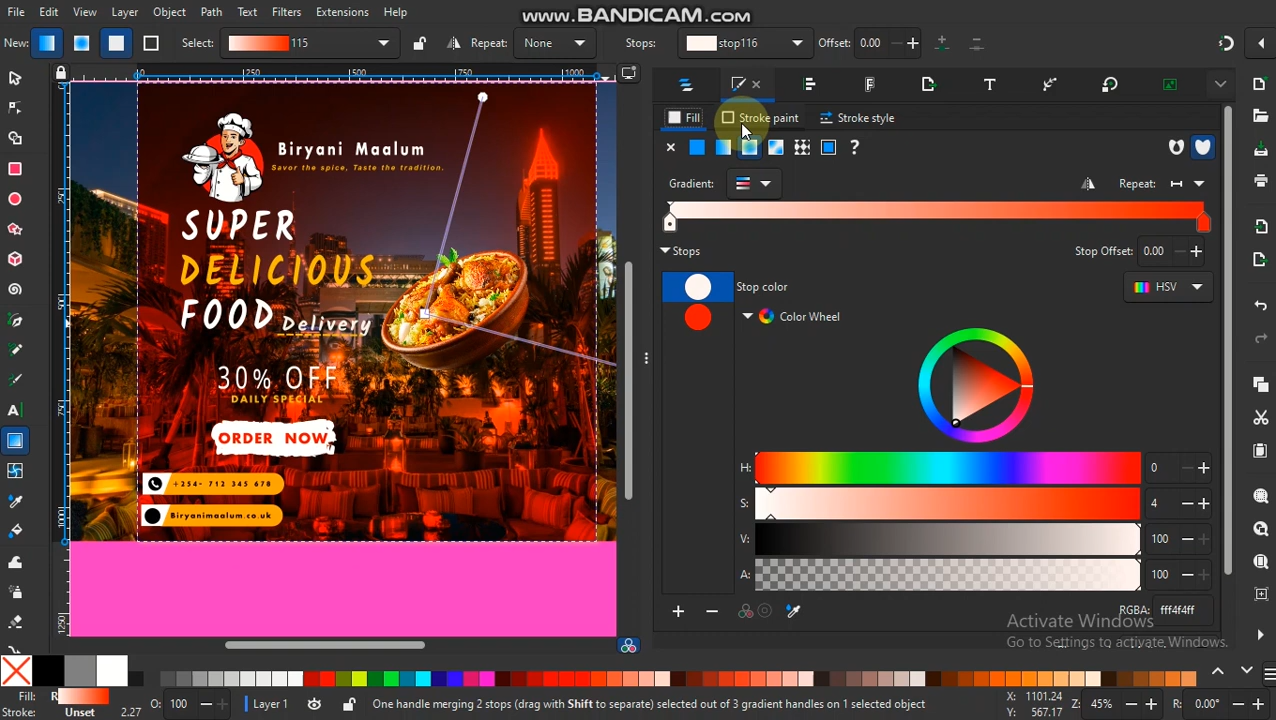 File Edit View Layer Object Path Text Filters Extensions Help
www.BANDICAM.com
New: Select: 115 Repeat: None Stops: stop116 Offset: 0.00
0 250 500 750 1000
Fill Stroke paint Stroke style
Gradient: Repeat:
Stops Stop Offset: 0.00
Stop color HSV
Color Wheel
H: 0
S: 4
V: 100
A: 100
RGBA: fff4f4ff
Biryani Maalum
Savor the spice, Taste the tradition.
SUPER
DELICIOUS
FOOD Delivery
30% OFF
DAILY SPECIAL
ORDER NOW
+254- 712 345 678
Biryanimaalum.co.uk
Activate Windows
Go to Settings to activate Windows.
Fill: R
Stroke: Unset 2.27
O: 100
Layer 1
One handle merging 2 stops (drag with Shift to separate) selected out of 3 gradient handles on 1 selected object
X: 1101.24
Y: 567.17
Z: 45%
R: 0.00°